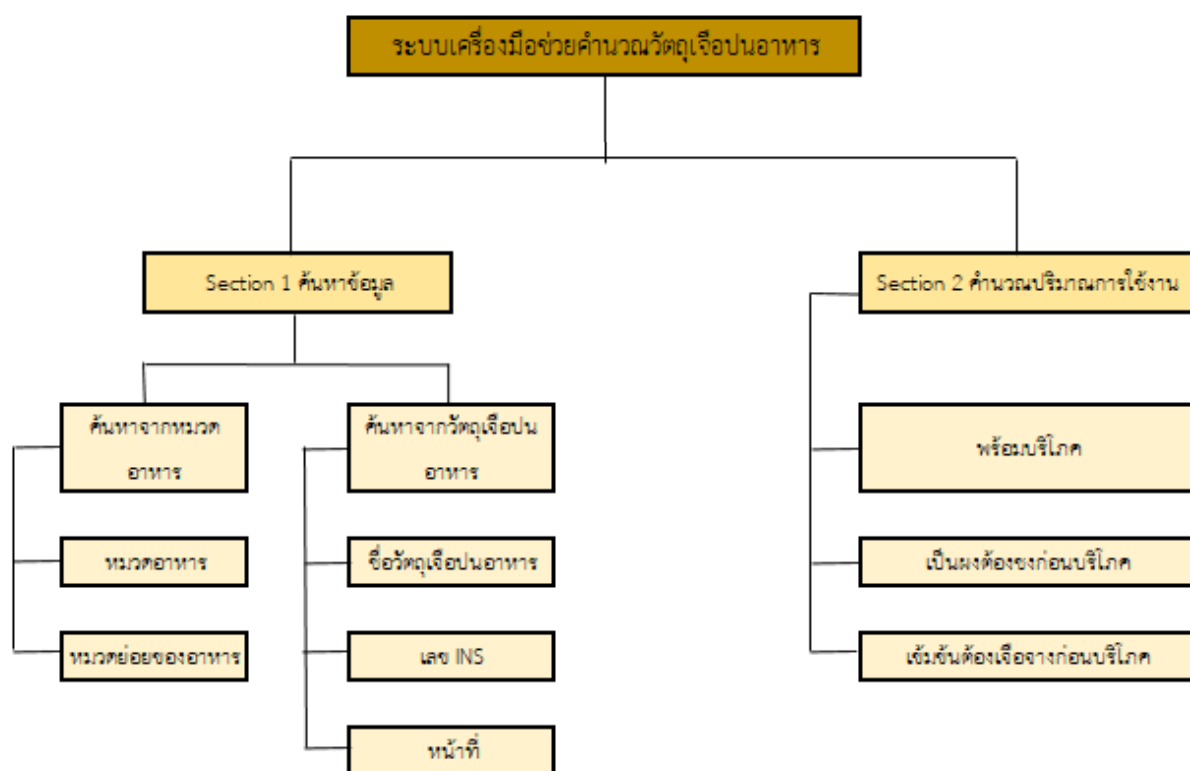 ระบบเครื่องมือช่วยคำนวณวัตถุเจือปนอาหาร
Section 1 ค้นหาข้อมูล
Section 2 คำนวณปริมาณการใช้งาน
ค้นหาจากหมวด
อาหาร
ค้นหาจากวัตถุเจือปน
อาหาร
พร้อมบริโภค
หมวดอาหาร
ชื่อวัตถุเจือปนอาหาร
เป็นผงต้องชงก่อนบริโภค
หมวดย่อยของอาหาร
เลข INS
เข้มข้นต้องเจือจางก่อนบริโภค
หน้าที่